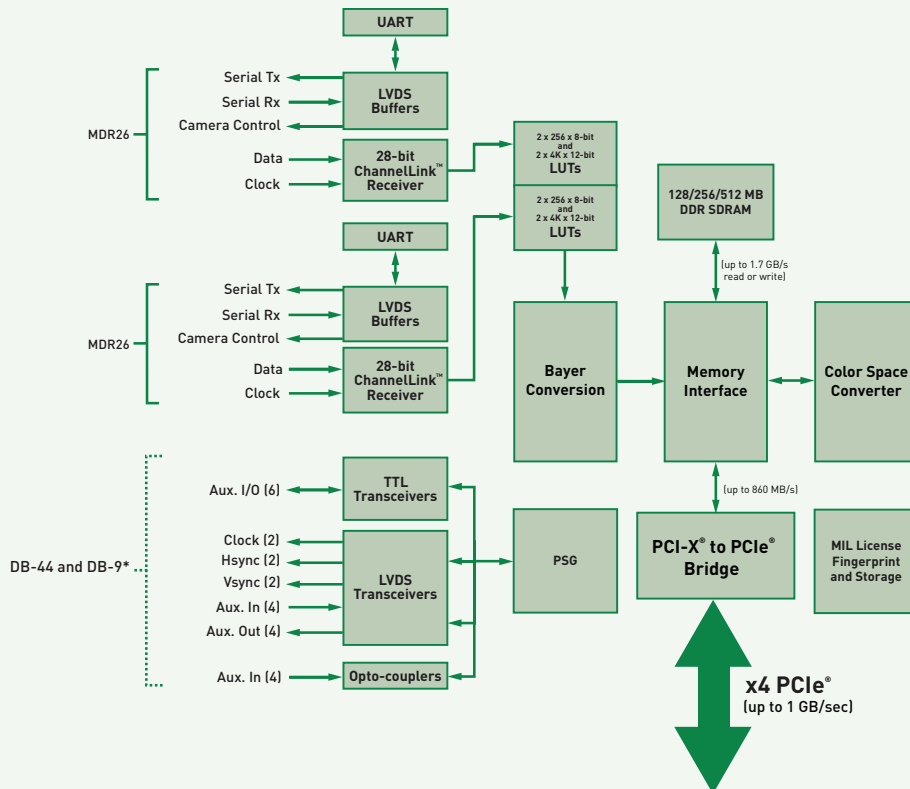 UART
Serial Tx
Serial Rx
Camera Control
LVDS
Buffers
MDR26
Data
Clock
28-bit
ChannelLink™
Receiver
2 x 256 x 8-bit
and
2 x 4K x 12-bit
LUTs
2 x 256 x 8-bit
and
2 x 4K x 12-bit
LUTs
128/256/512 MB
DDR SDRAM
(up to 1.7 GB/s
read or write)
UART
Serial Tx
Serial Rx
Camera Control
LVDS
Buffers
MDR26
Data
Clock
28-bit
ChannelLink™
Receiver
Bayer
Conversion
Memory
Interface
Color Space
Converter
(up to 860 MB/s)
DB-44 and DB-9*
Aux. I/O (6)
TTL
Transceivers
Clock (2)
Hsync (2)
Vsync (2)
Aux. In (4)
Aux. Out (4)
LVDS
Transceivers
Aux. In (4)
Opto-couplers
PSG
PCI-X® to PCIe®
Bridge
MIL License
Fingerprint
and Storage
x4 PCIe®
(up to 1 GB/sec)